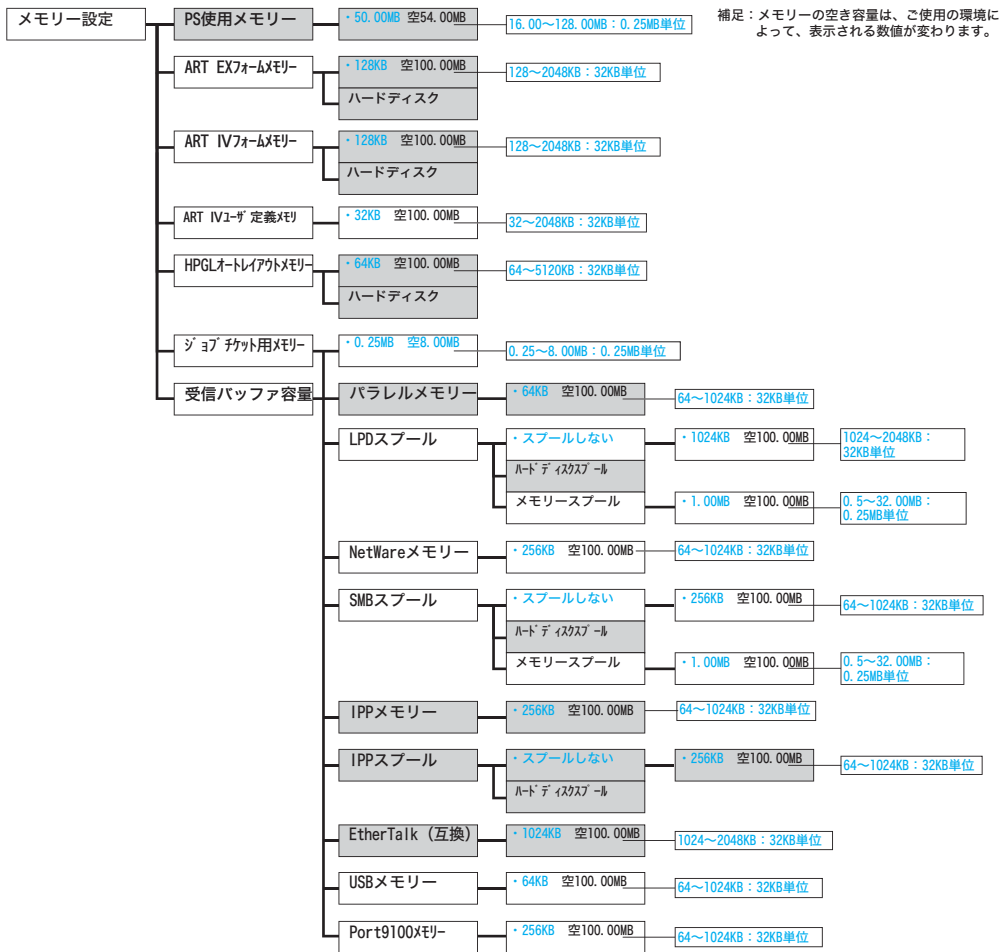 メモリー設定
PS使用メモリー
・50.00MB 空54.00MB
16.00〜128.00MB：0.25MB単位
補足：メモリーの空き容量は、ご使用の環境に
よって、表示される数値が変わります。
ART EXフォームメモリー
・128KB 空100.00MB
128〜2048KB：32KB単位
ハードディスク
ART IVフォームメモリー
・128KB 空100.00MB
128〜2048KB：32KB単位
ハードディスク
ART IVユーザ定義メモリ
・32KB 空100.00MB
32〜2048KB：32KB単位
HPGLオートレイアウトメモリー
・64KB 空100.00MB
64〜5120KB：32KB単位
ハードディスク
ジョブチケット用メモリー
・0.25MB 空8.00MB
0.25〜8.00MB：0.25MB単位
受信バッファ容量
パラレルメモリー
・64KB 空100.00MB
64〜1024KB：32KB単位
LPDスプール
・スプールしない
・1024KB 空100.00MB
1024〜2048KB：
32KB単位
ハードディスクスプール
メモリースプール
・1.00MB 空100.00MB
0.5〜32.00MB：
0.25MB単位
NetWareメモリー
・256KB 空100.00MB
64〜1024KB：32KB単位
SMBスプール
・スプールしない
・256KB 空100.00MB
64〜1024KB：32KB単位
ハードディスクスプール
メモリースプール
・1.00MB 空100.00MB
0.5〜32.00MB：
0.25MB単位
IPPメモリー
・256KB 空100.00MB
64〜1024KB：32KB単位
IPPスプール
・スプールしない
・256KB 空100.00MB
64〜1024KB：32KB単位
ハードディスクスプール
EtherTalk（互換）
・1024KB 空100.00MB
1024〜2048KB：32KB単位
USBメモリー
・64KB 空100.00MB
64〜1024KB：32KB単位
Port9100メモリー
・256KB 空100.00MB
64〜1024KB：32KB単位